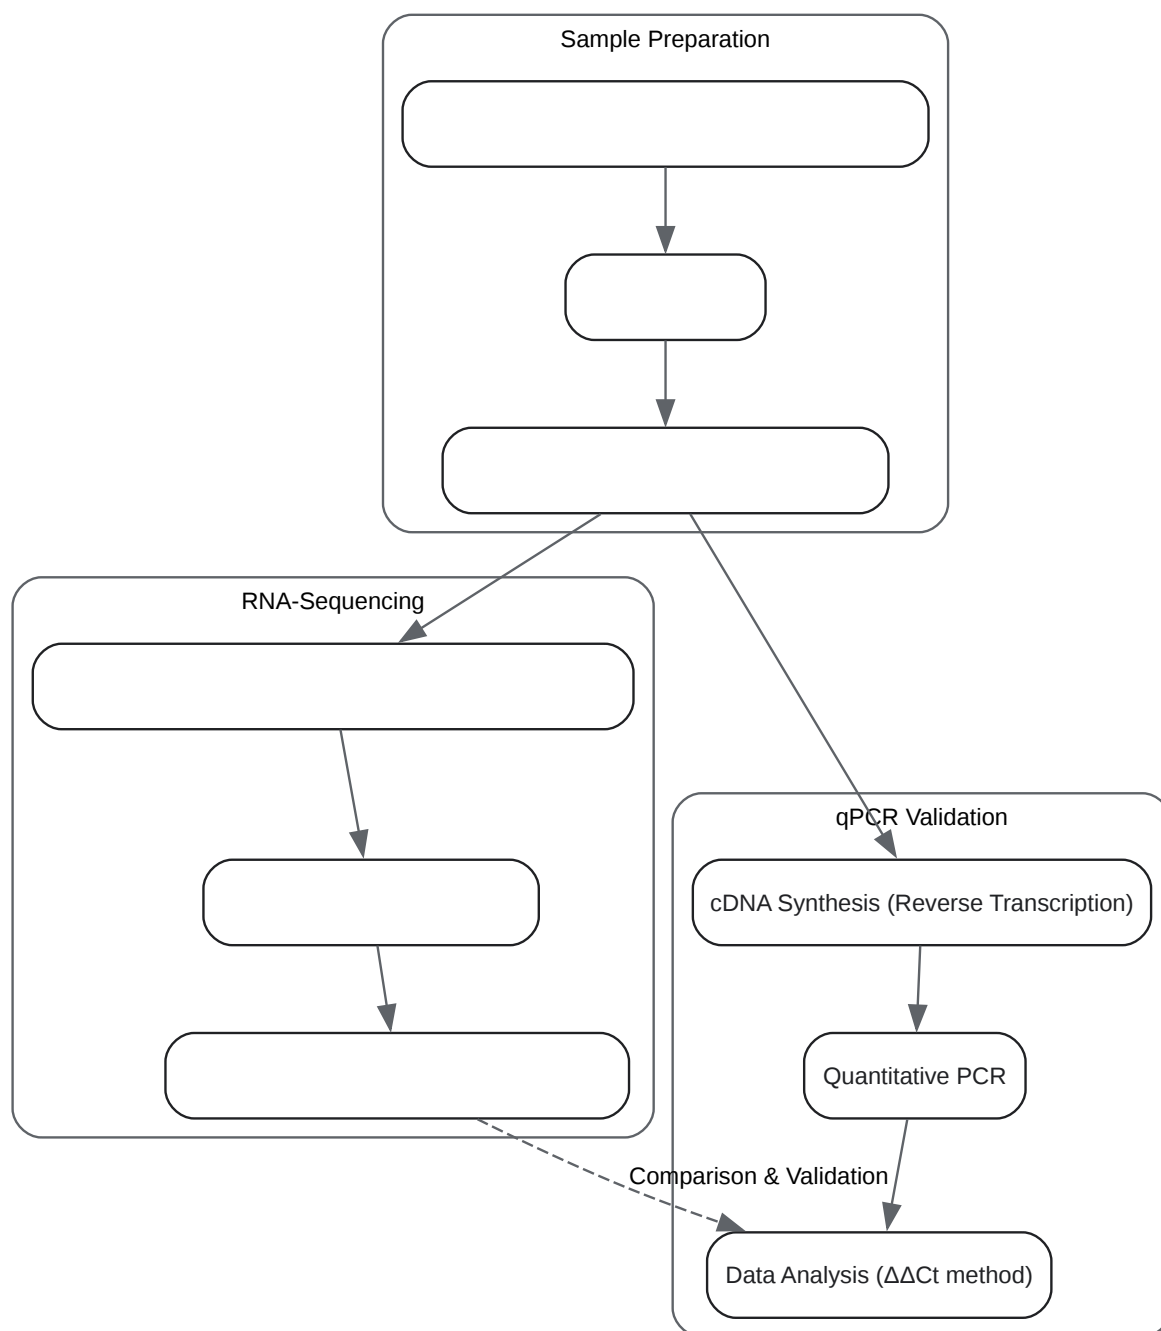 Sample Preparation
RNA-Sequencing
qPCR Validation
cDNA Synthesis (Reverse Transcription)
Quantitative PCR
Comparison & Validation
Data Analysis (ΔΔCt method)